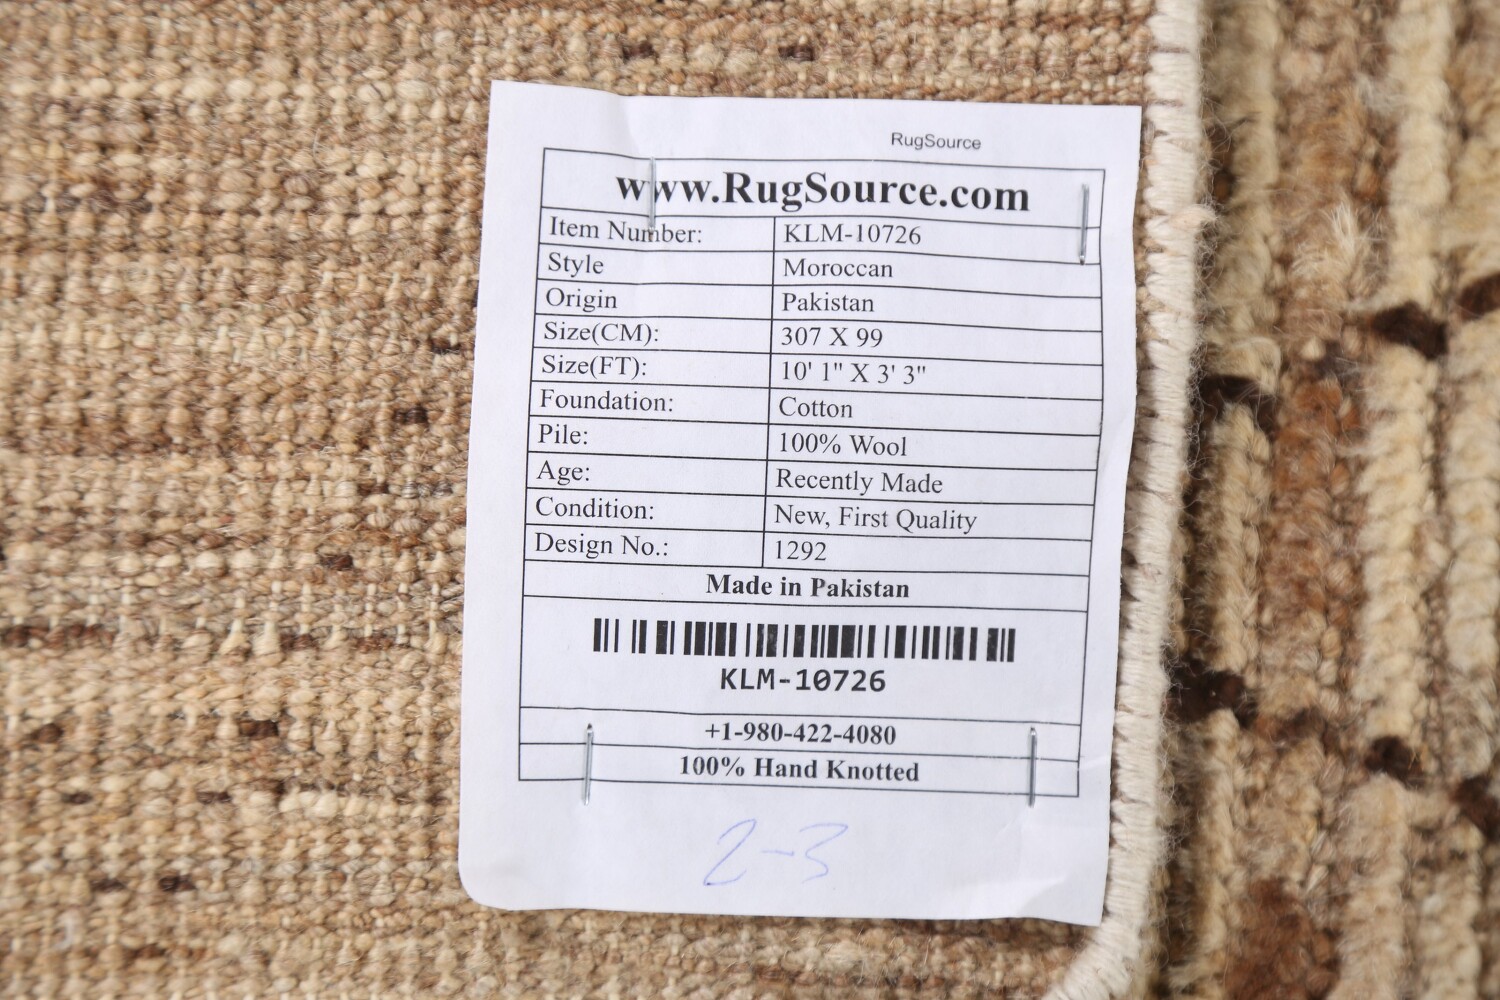 RugSource
www.RugSource.com
Item Number: KLM-10726
Style Moroccan
Origin Pakistan
Size(CM): 307 X 99
Size(FT): 10' 1" X 3' 3"
Foundation: Cotton
Pile: 100% Wool
Age: Recently Made
Condition: New, First Quality
Design No.: 1292
Made in Pakistan
KLM-10726
+1-980-422-4080
100% Hand Knotted
2-3